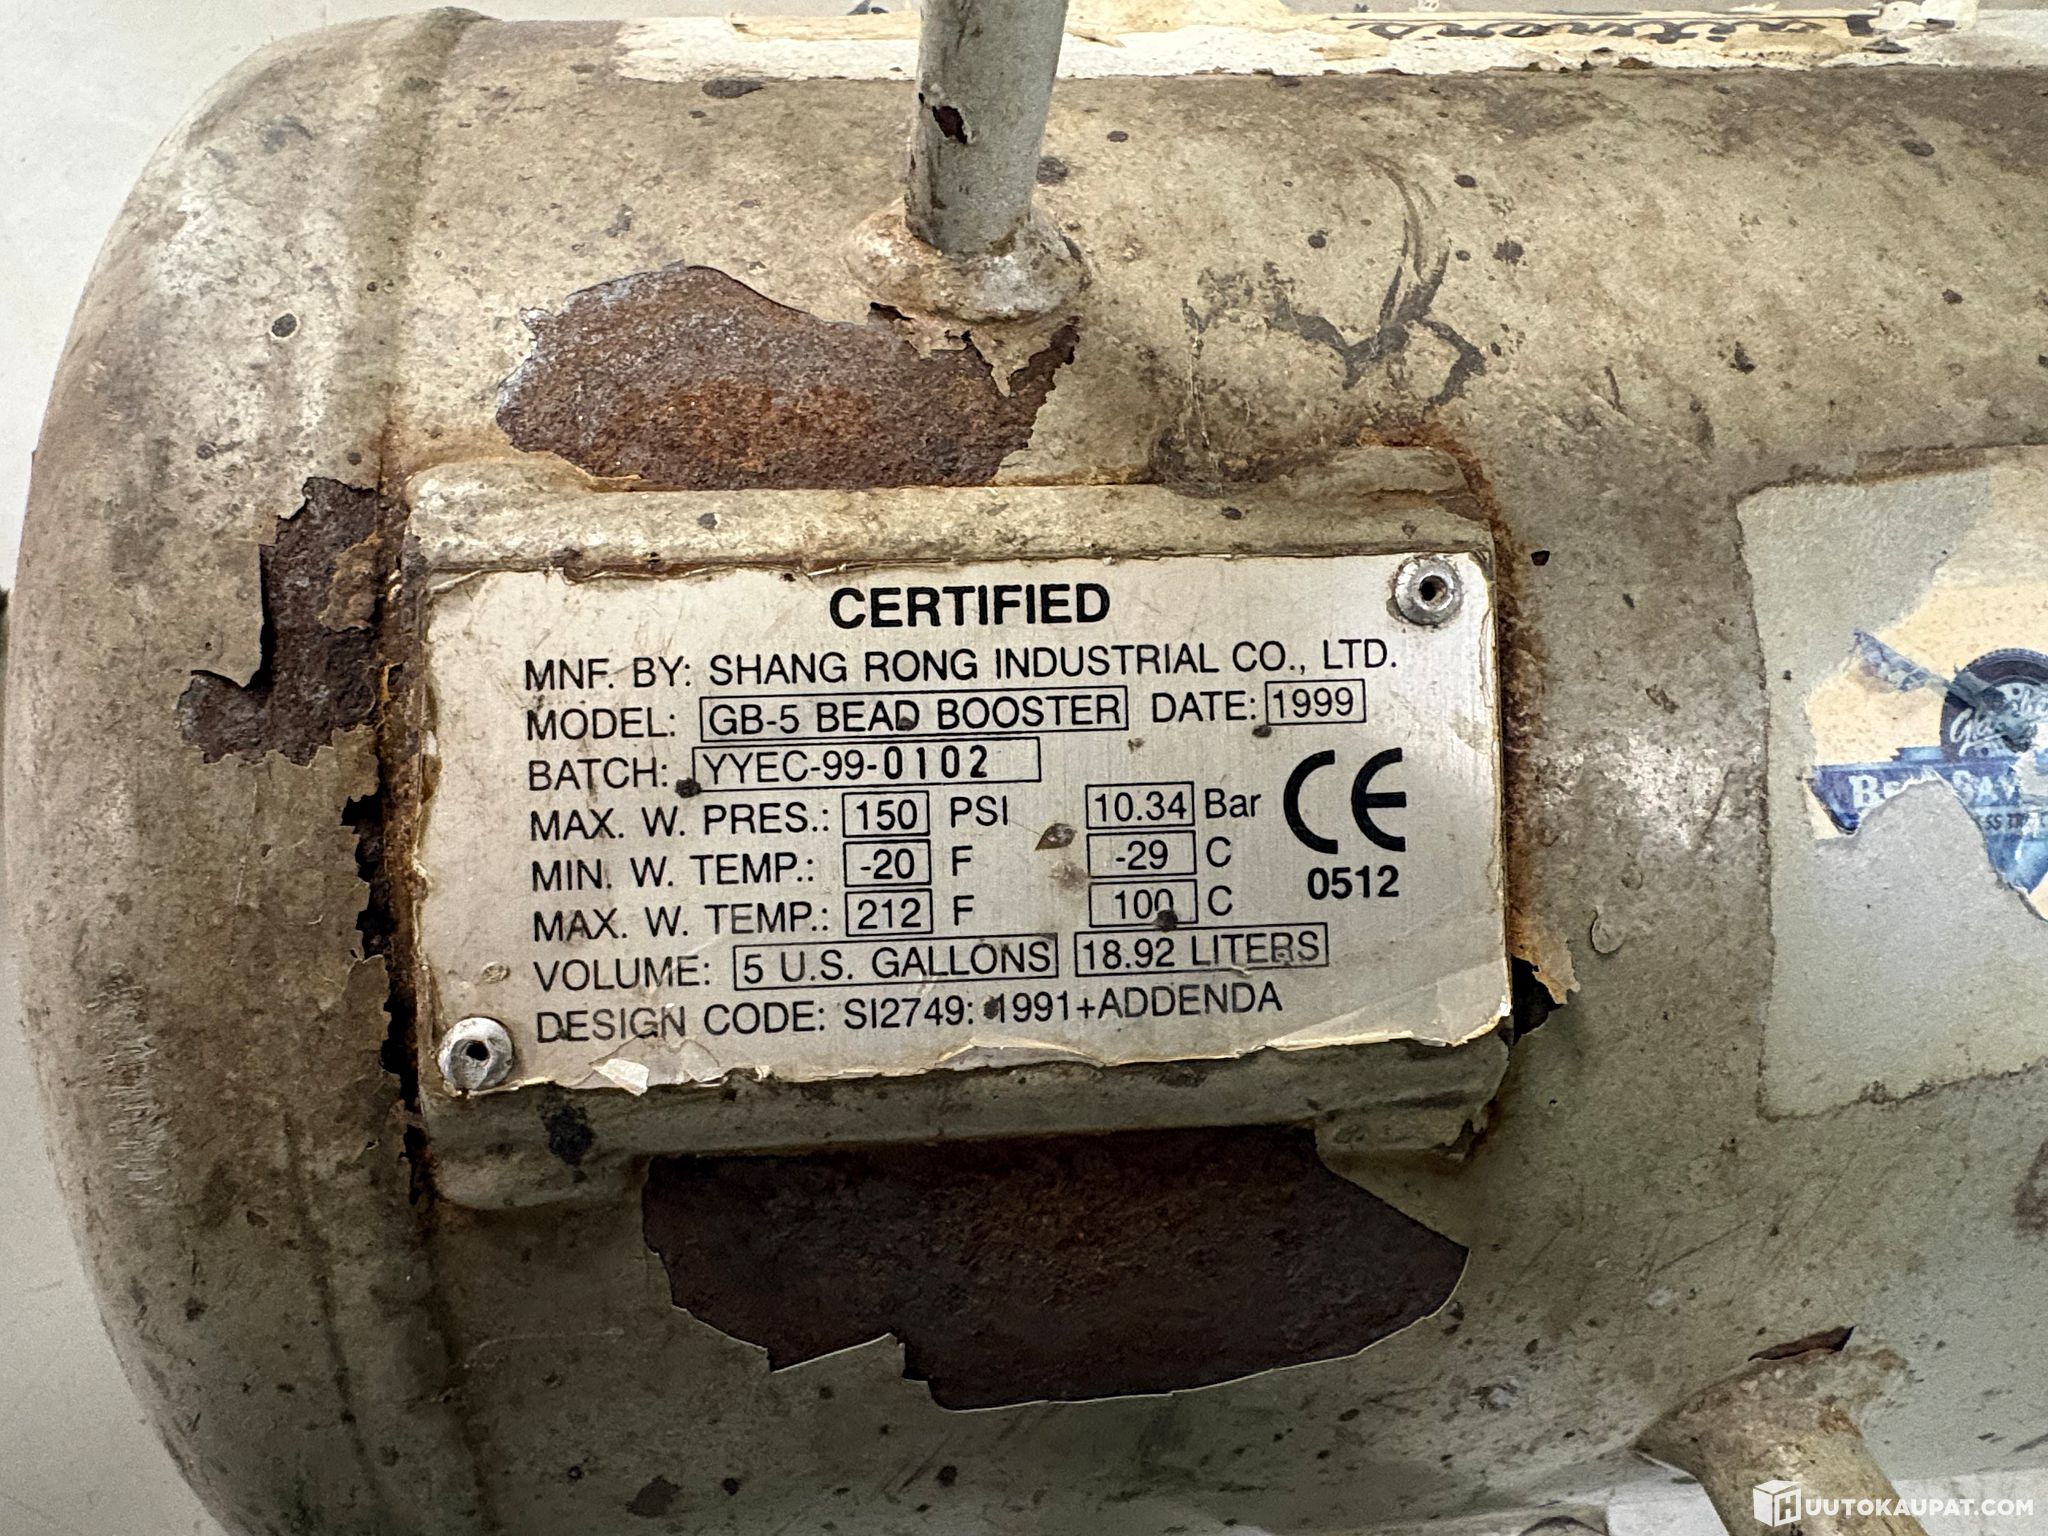 CERTIFIED
MNF. BY: SHANG RONG INDUSTRIAL CO., LTD.
MODEL: GB-5 BEAD BOOSTER DATE: 1999
BATCH: YYEC-99-0102
MAX. W. PRES.: 150 PSI 10.34 Bar
MIN. W. TEMP.: -20 F -29 C
MAX. W. TEMP.: 212 F 100 C
VOLUME: 5 U.S. GALLONS 18.92 LITERS
DESIGN CODE: SI2749: 1991+ADDENDA
CE
0512
HUUTOKAUPAT.COM